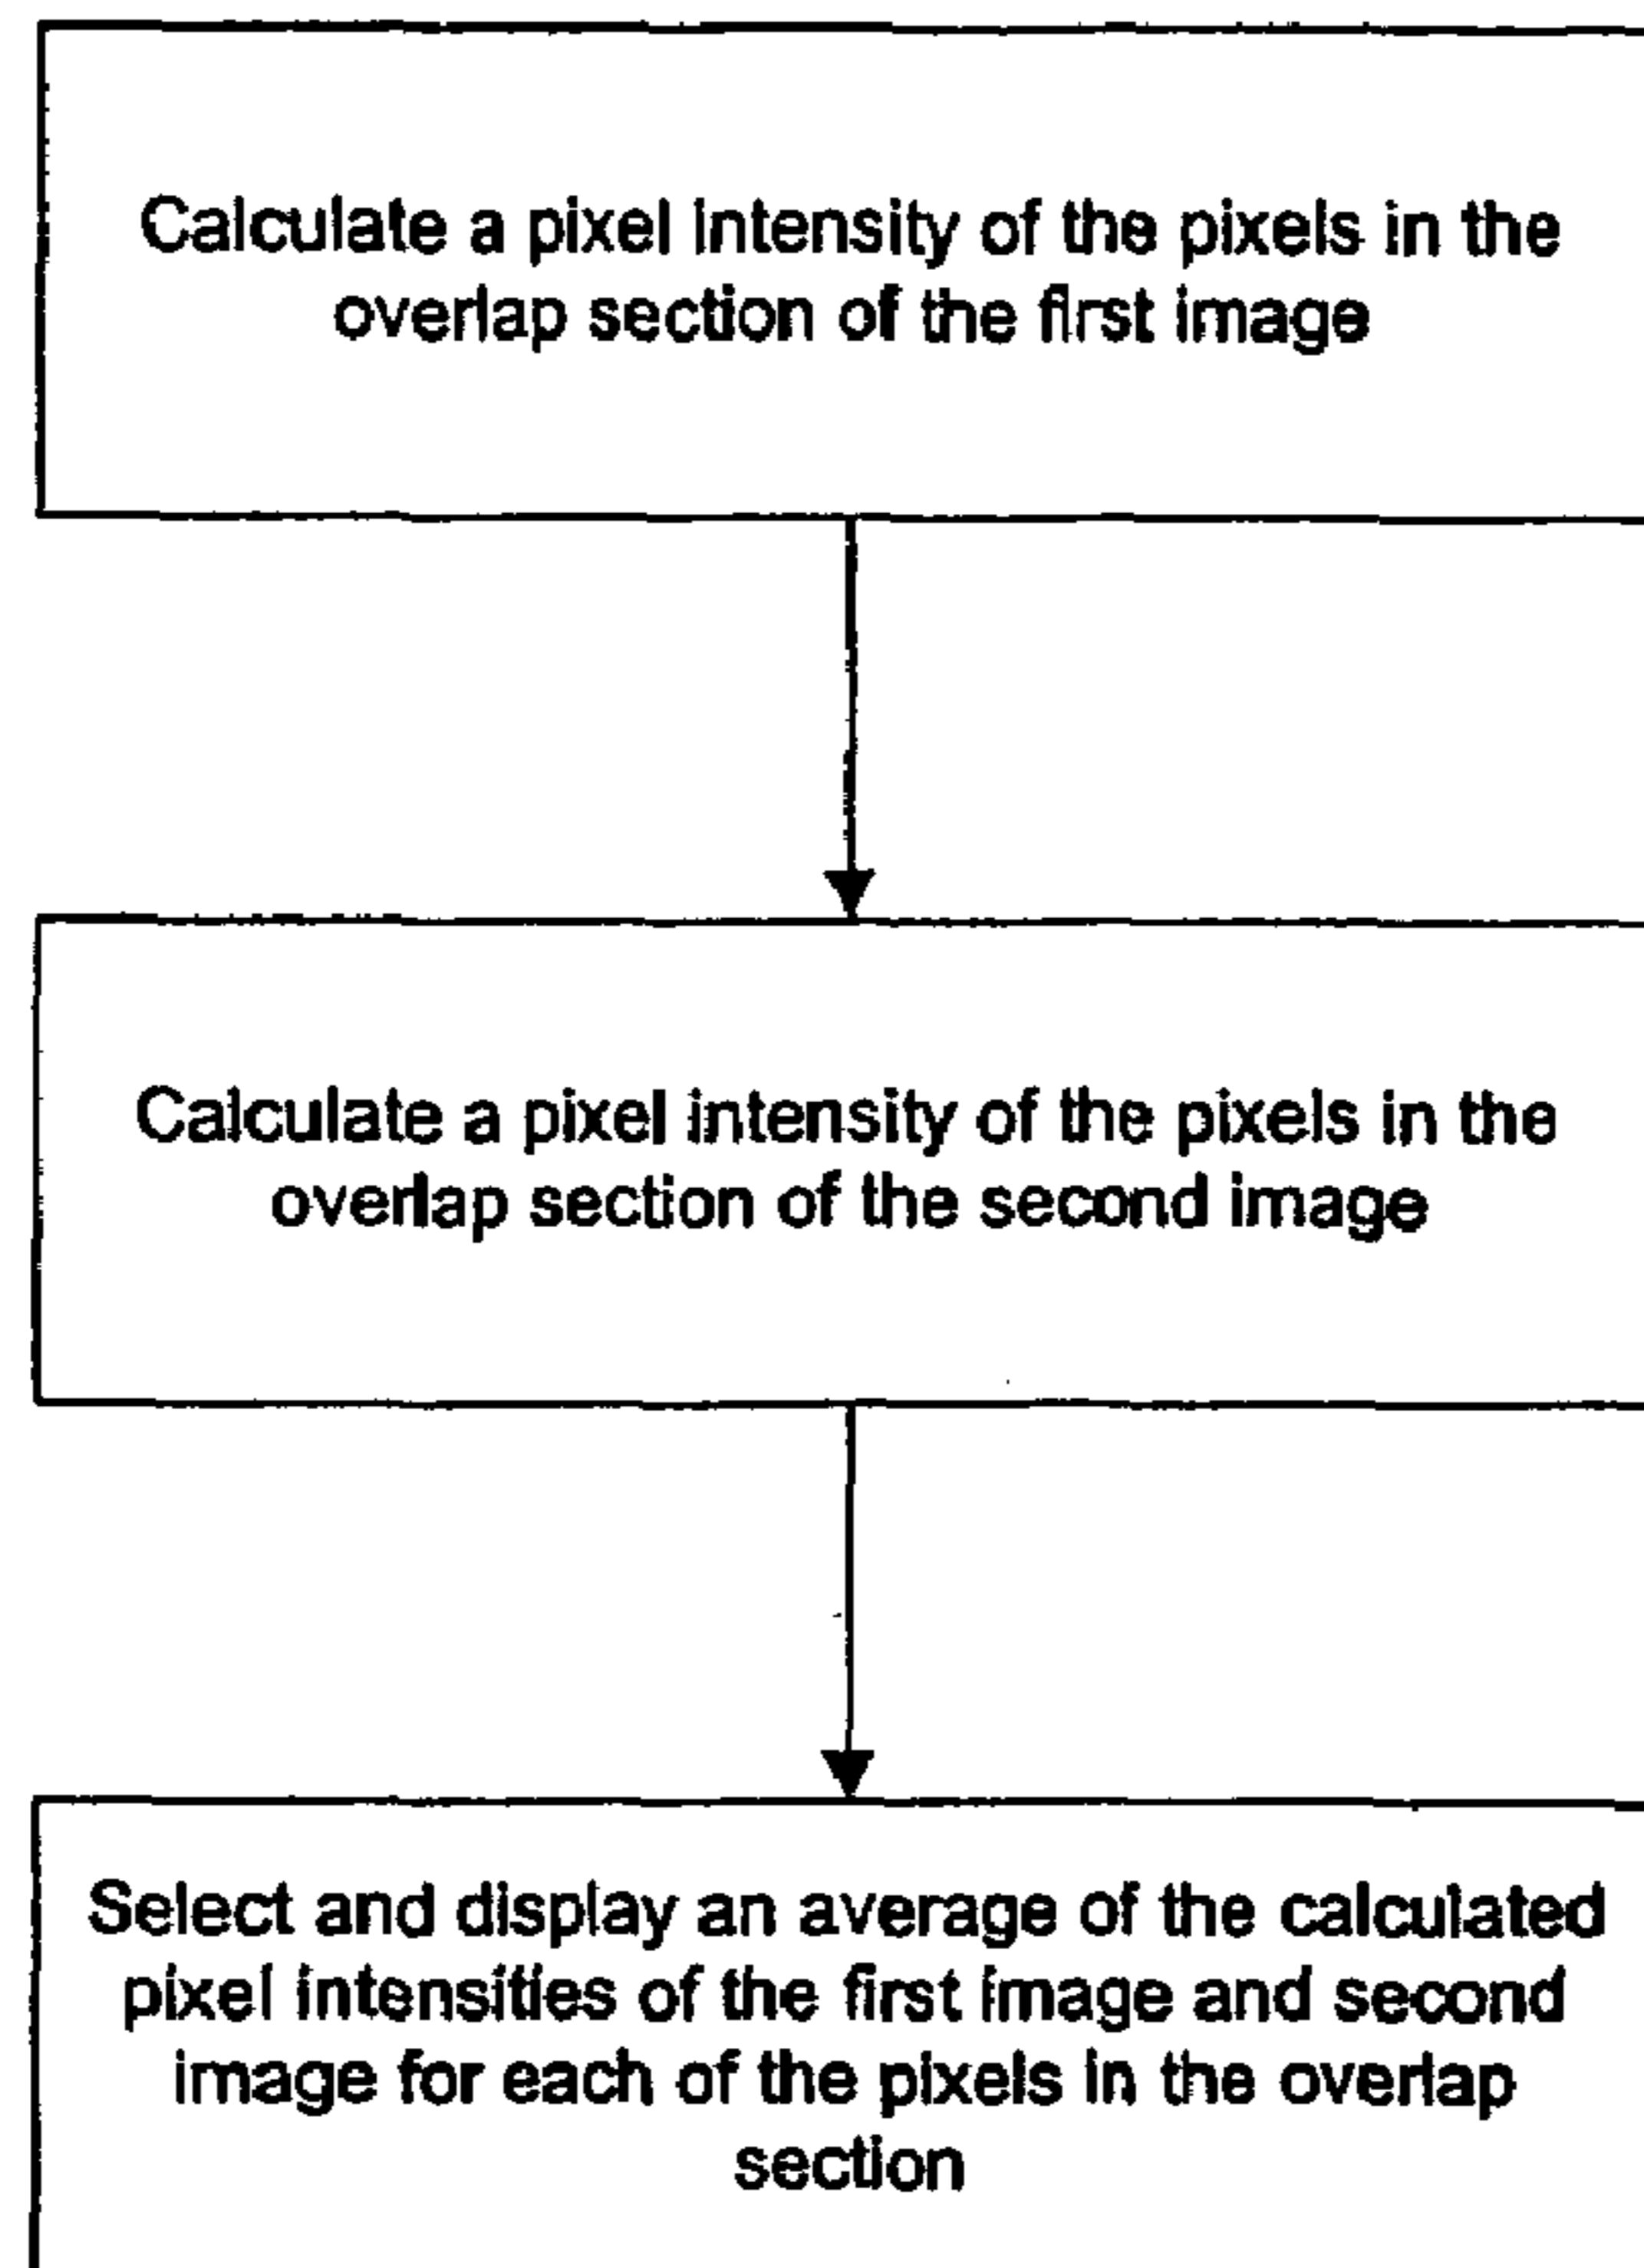 Calculate a pixel intensity of the pixels in the
overlap section of the first image
Calculate a pixel intensity of the pixels in the
overlap section of the second image
Select and display an average of the calculated
pixel intensities of the first image and second
image for each of the pixels in the overlap
section